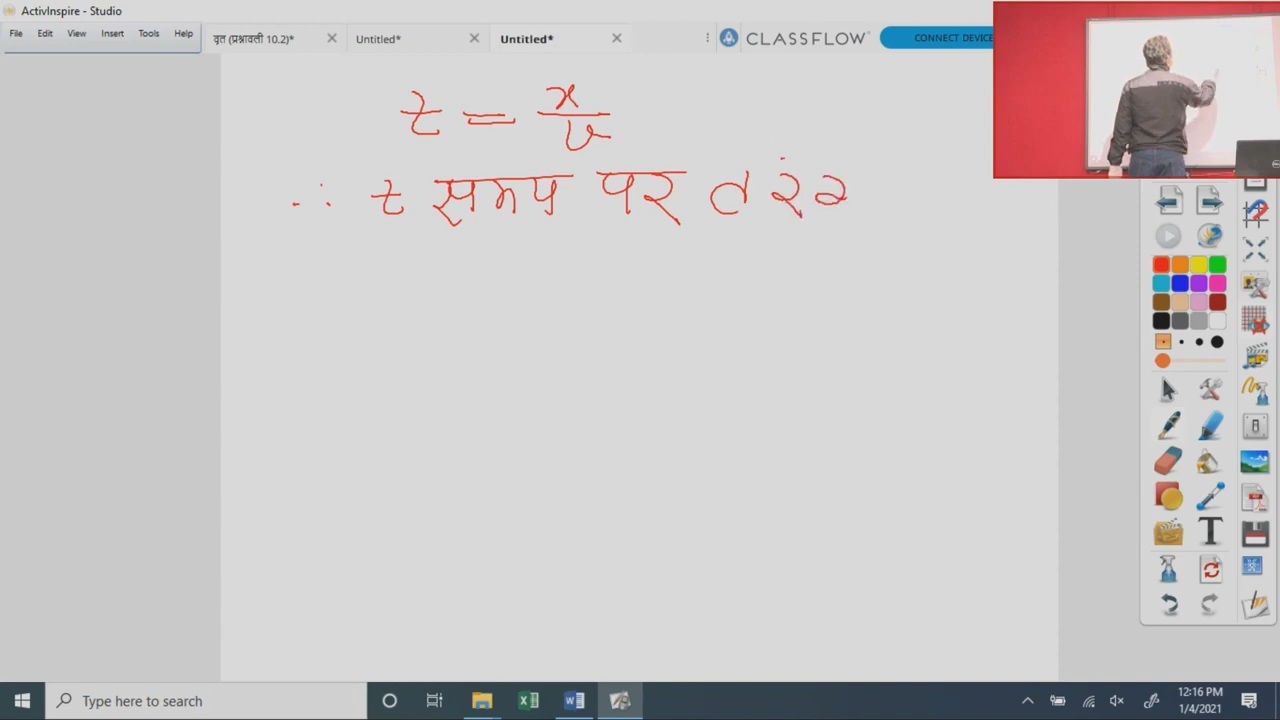 ActivInspire - Studio
File Edit View Insert Tools Help
वृत (प्रश्नावली 10.2)* Untitled* Untitled* CLASSFLOW CONNECT DEVICE
t = x/v
∴ t समय पर
Type here to search
12:16 PM
1/4/2021